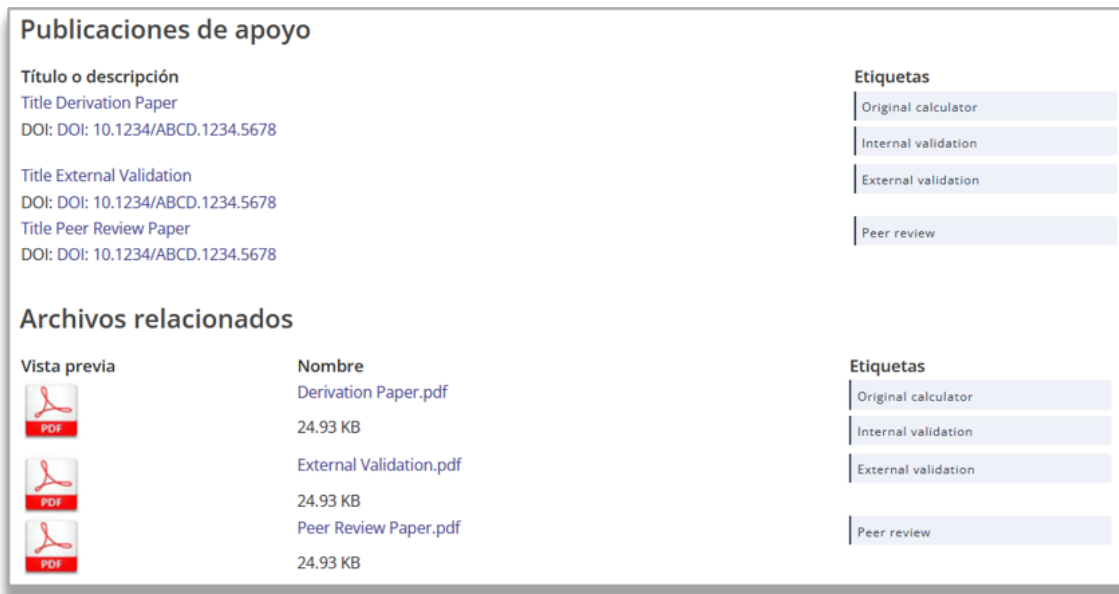 Publicaciones de apoyo
Título o descripción Etiquetas
Title Derivation Paper Original calculator
DOI: DOI: 10.1234/ABCD.1234.5678
Internal validation
Title External Validation External validation
DOI: DOI: 10.1234/ABCD.1234.5678
Title Peer Review Paper Peer review
DOI: DOI: 10.1234/ABCD.1234.5678
Archivos relacionados
Vista previa Nombre Etiquetas
Derivation Paper.pdf Original calculator
PDF 24.93 KB Internal validation
External Validation.pdf External validation
PDF 24.93 KB
Peer Review Paper.pdf Peer review
PDF 24.93 KB